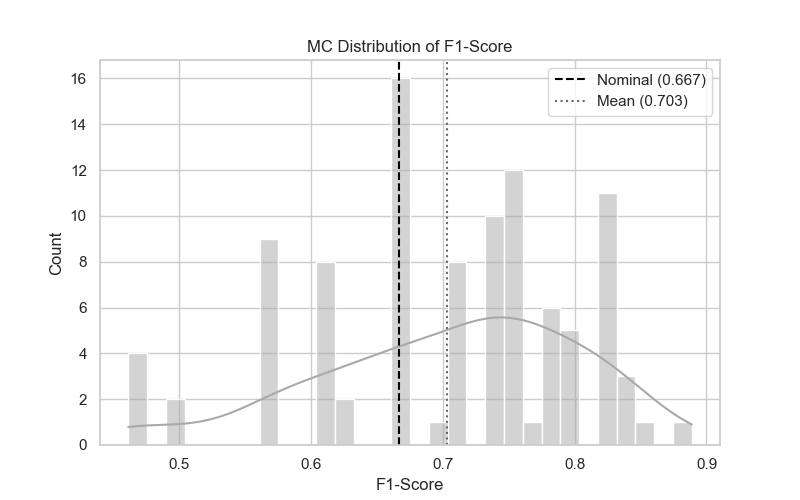 MC Distribution of F1-Score
Nominal (0.667)
Mean (0.703)
Count
16
14
12
10
8
6
4
2
0
0.5 0.6 0.7 0.8 0.9
F1-Score